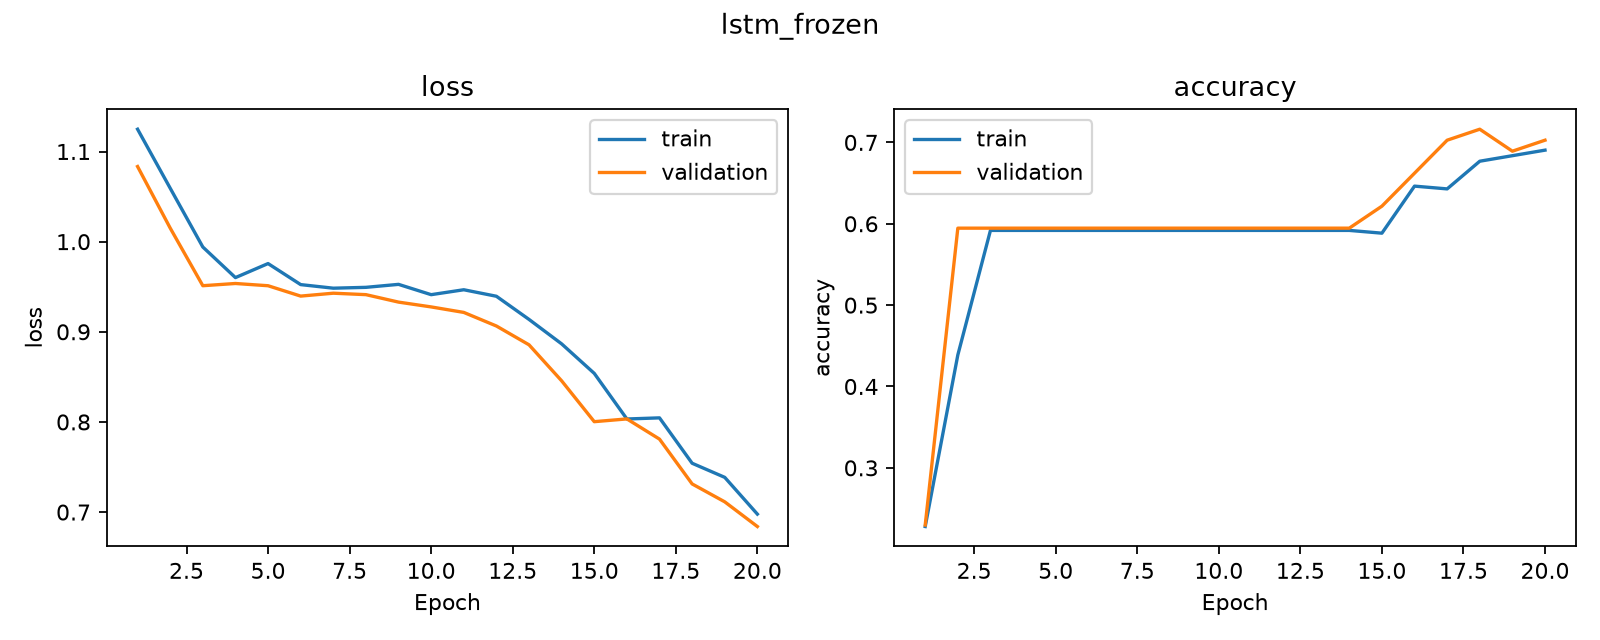 lstm_frozen
loss
train
validation
1.1
1.0
0.9
0.8
0.7
loss
2.5 5.0 7.5 10.0 12.5 15.0 17.5 20.0
Epoch
accuracy
train
validation
0.7
0.6
0.5
0.4
0.3
accuracy
2.5 5.0 7.5 10.0 12.5 15.0 17.5 20.0
Epoch